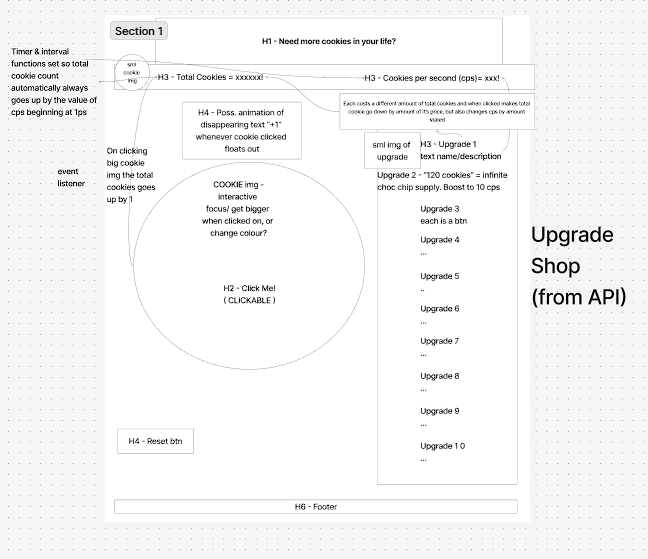 Section 1
H1 - Need more cookies in your life?
Timer & interval
functions set so total
cookie count
automatically always
goes up by the value of
cps beginning at 1ps
sml
cookie
img
H3 - Total Cookies = xxxxxx!
H3 - Cookies per second (cps)= xxx!
Each costs a different amount of total cookies and when clicked makes total
cookie go down by amount of it's price, but also changes cps by amount
stated
H4 - Poss. animation of
disappearing text "+1"
whenever cookie clicked
floats out
sml img of
upgrade
H3 - Upgrade 1
text name/description
On clicking
big cookie
img the total
cookies goes
up by 1
event
listener
Upgrade 2 - "120 cookies" = infinite
choc chip supply. Boost to 10 cps
COOKIE img -
interactive
focus/ get bigger
when clicked on, or
change colour?
H2 - Click Me!
( CLICKABLE )
Upgrade 3
each is a btn
Upgrade 4
...
Upgrade 5
..
Upgrade 6
...
Upgrade 7
...
Upgrade 8
...
Upgrade 9
...
Upgrade 1 0
...
Upgrade
Shop
(from API)
H4 - Reset btn
H6 - Footer